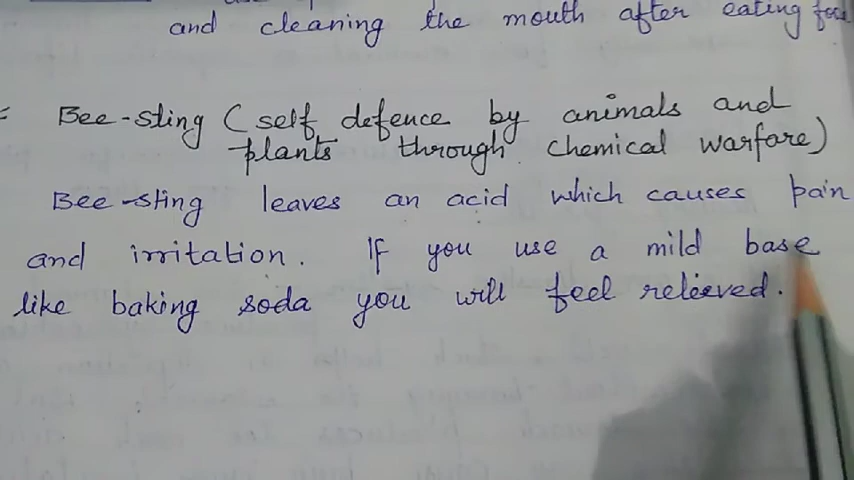 and cleaning the mouth after eating food
Bee-sting (self defence by animals and
plants through chemical warfare)
Bee-sting leaves an acid which causes pain
and irritation. If you use a mild base
like baking soda you will feel relieved.